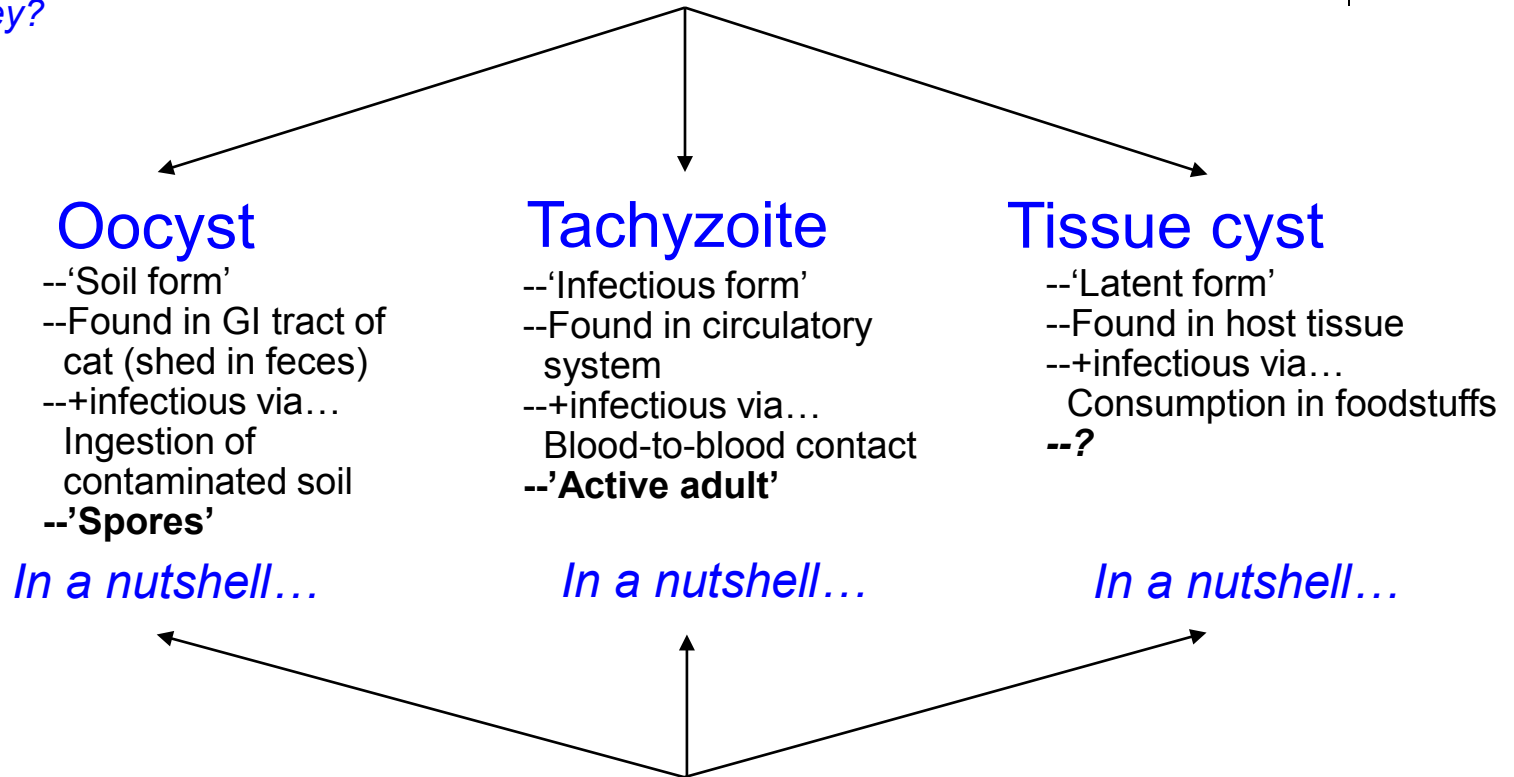 ey?
Oocyst
--‘Soil form’
--Found in GI tract of
cat (shed in feces)
--+infectious via…
Ingestion of
contaminated soil
--’Spores’
In a nutshell…
Tachyzoite
--‘Infectious form’
--Found in circulatory
system
--+infectious via…
Blood-to-blood contact
--’Active adult’
In a nutshell…
Tissue cyst
--‘Latent form’
--Found in host tissue
--+infectious via…
Consumption in foodstuffs
--?
In a nutshell…